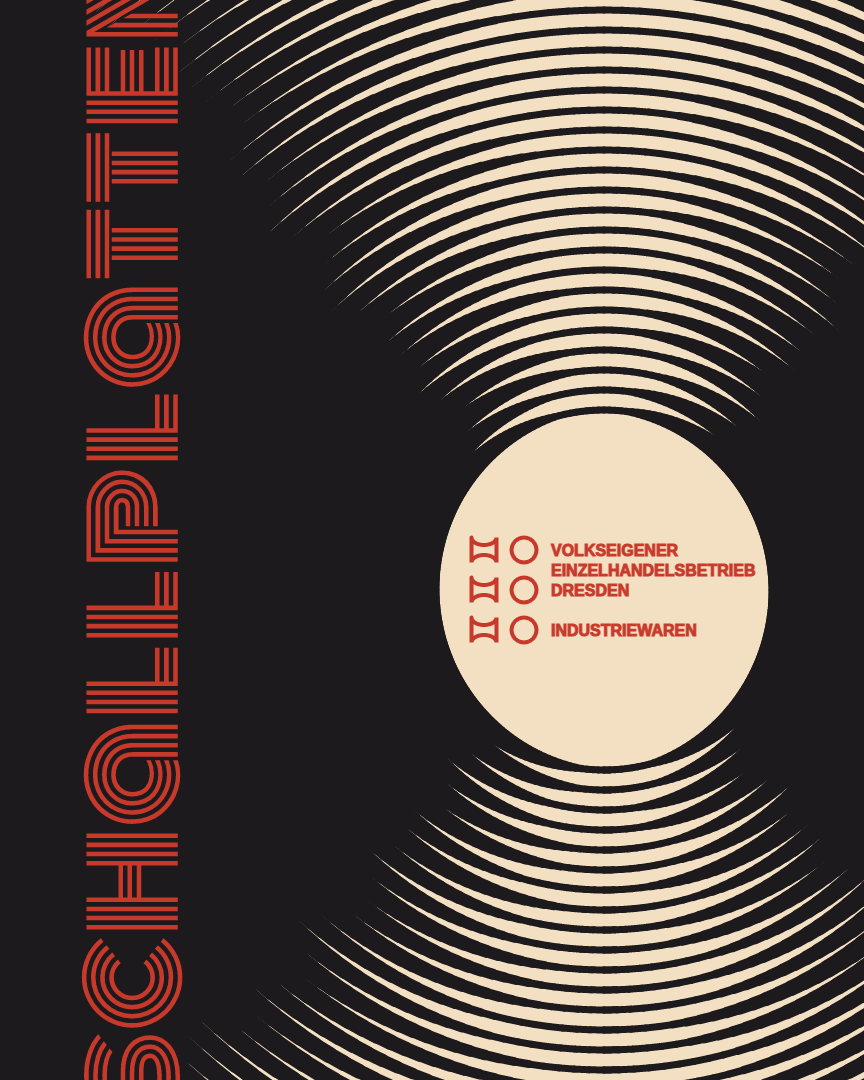 SCHALLPLATTEN
VOLKSEIGENER
EINZELHANDELSBETRIEB
DRESDEN
INDUSTRIEWAREN